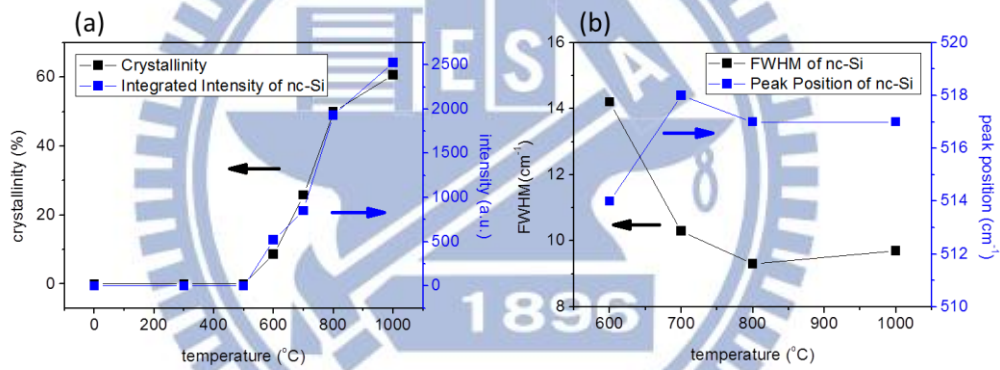 (a)
Crystallinity
Integrated Intensity of nc-Si
crystallinity (%)
60
40
20
0
intensity (a.u.)
2500
2000
1500
1000
500
0
0 200 400 600 800 1000
temperature (°C)
(b)
FWHM of nc-Si
Peak Position of nc-Si
FWHM(cm⁻¹)
16
14
12
10
8
peak position (cm⁻¹)
520
518
516
514
512
510
600 700 800 900 1000
temperature (°C)
E S A
8
1896